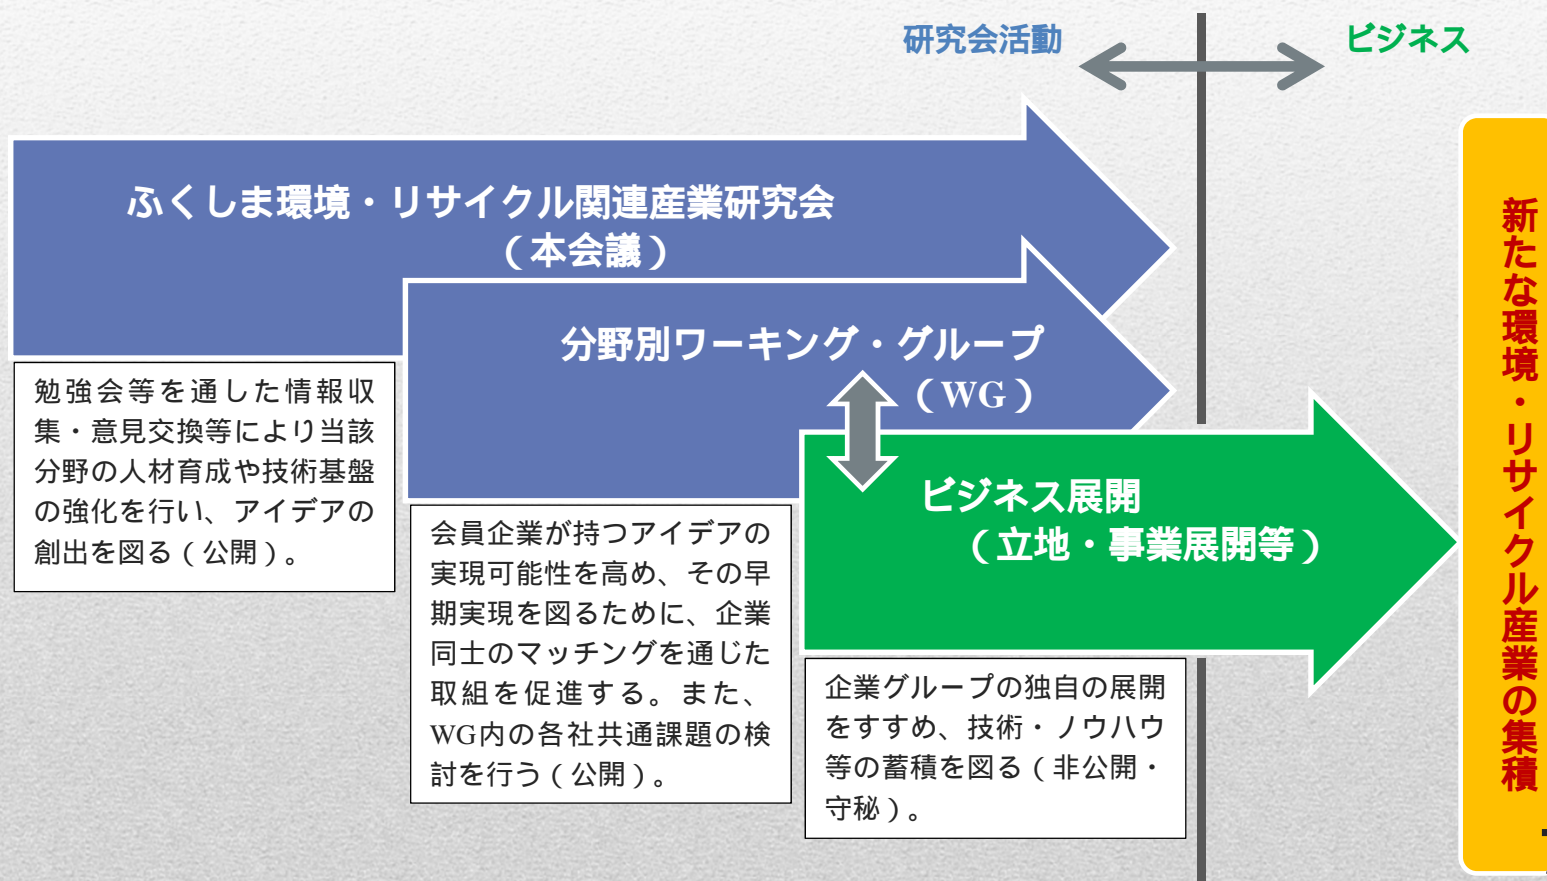 研究会活動
ビジネス
ふくしま環境・リサイクル関連産業研究会
（本会議）
分野別ワーキング・グループ
（WG）
ビジネス展開
（立地・事業展開等）
勉強会等を通した情報収
集・意見交換等により当該
分野の人材育成や技術基盤
の強化を行い、アイデアの
創出を図る（公開）。
会員企業が持つアイデアの
実現可能性を高め、その早
期実現を図るために、企業
同士のマッチングを通じた
取組を促進する。また、
WG内の各社共通課題の検
討を行う（公開）。
企業グループの独自の展開
をすすめ、技術・ノウハウ
等の蓄積を図る（非公開・
守秘）。
新たな環境・リサイクル産業の集積